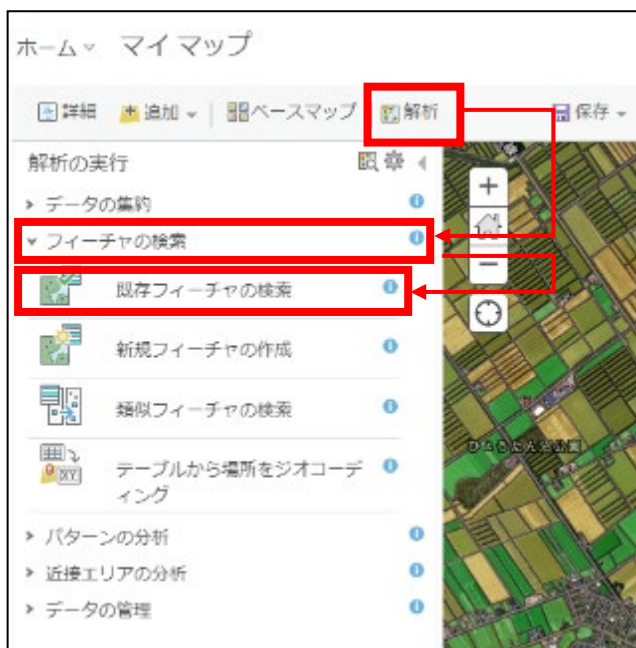 ホーム マイ マップ
詳細 追加 ベースマップ 解析 保存
解析の実行
データの集約
フィーチャの検索
既存フィーチャの検索
新規フィーチャの作成
類似フィーチャの検索
XY
テーブルから場所をジオコーデ
ィング
パターンの分析
近接エリアの分析
データの管理